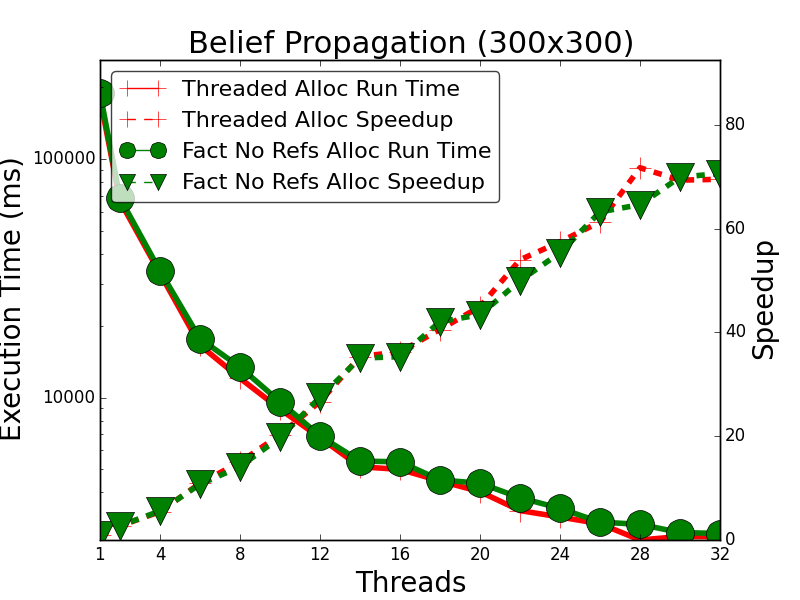 Belief Propagation (300x300)
Threaded Alloc Run Time
Threaded Alloc Speedup
Fact No Refs Alloc Run Time
Fact No Refs Alloc Speedup
Execution Time (ms)
100000
10000
80
60
40
20
0
Speedup
1 4 8 12 16 20 24 28 32
Threads